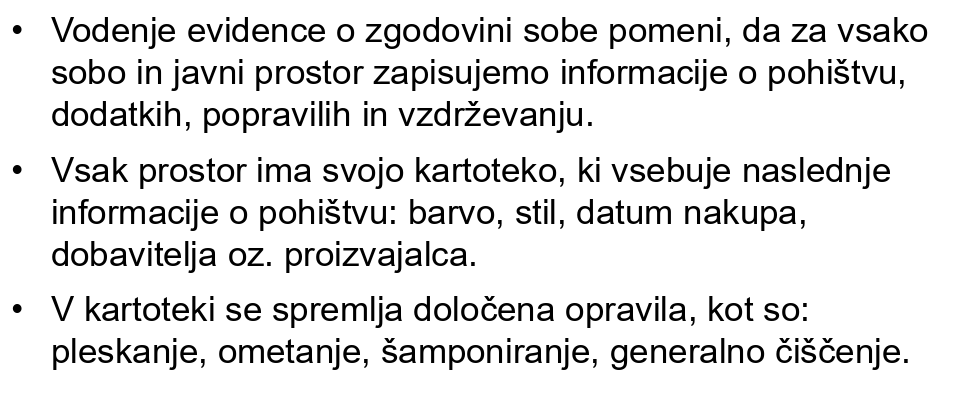 • Vodenje evidence o zgodovini sobe pomeni, da za vsako
sobo in javni prostor zapisujemo informacije o pohištvu,
dodatkih, popravilih in vzdrževanju.
• Vsak prostor ima svojo kartoteko, ki vsebuje naslednje
informacije o pohištvu: barvo, stil, datum nakupa,
dobavitelja oz. proizvajalca.
• V kartoteki se spremlja določena opravila, kot so:
pleskanje, ometanje, šamponiranje, generalno čiščenje.